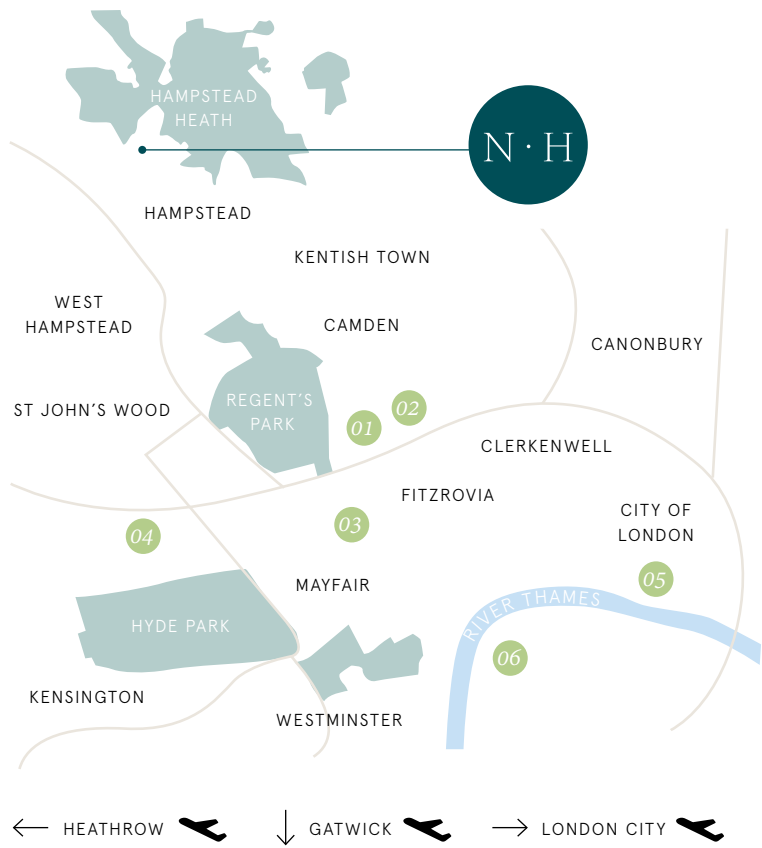 HAMPSTEAD
HEATH
N · H
HAMPSTEAD
KENTISH TOWN
WEST
HAMPSTEAD
CAMDEN
CANONBURY
ST JOHN’S WOOD
REGENT’S
PARK
01
02
CLERKENWELL
FITZROVIA
03
04
CITY OF
LONDON
MAYFAIR
05
RIVER THAMES
HYDE PARK
06
KENSINGTON
WESTMINSTER
HEATHROW
GATWICK
LONDON CITY